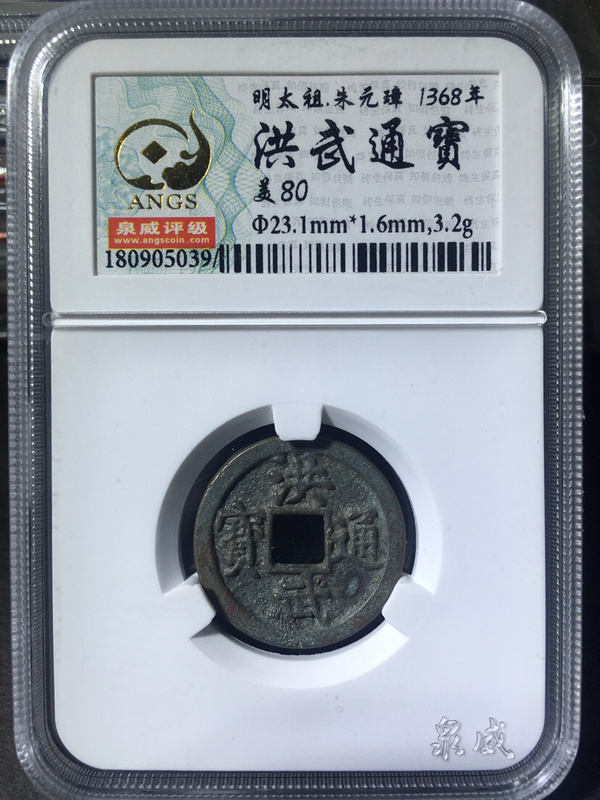 明太祖.朱元璋 1368年
洪武通寶
美80
Φ23.1mm*1.6mm,3.2g
ANGS
泉威评级
www.angscoin.com
180905039/
洪武通寶
泉威